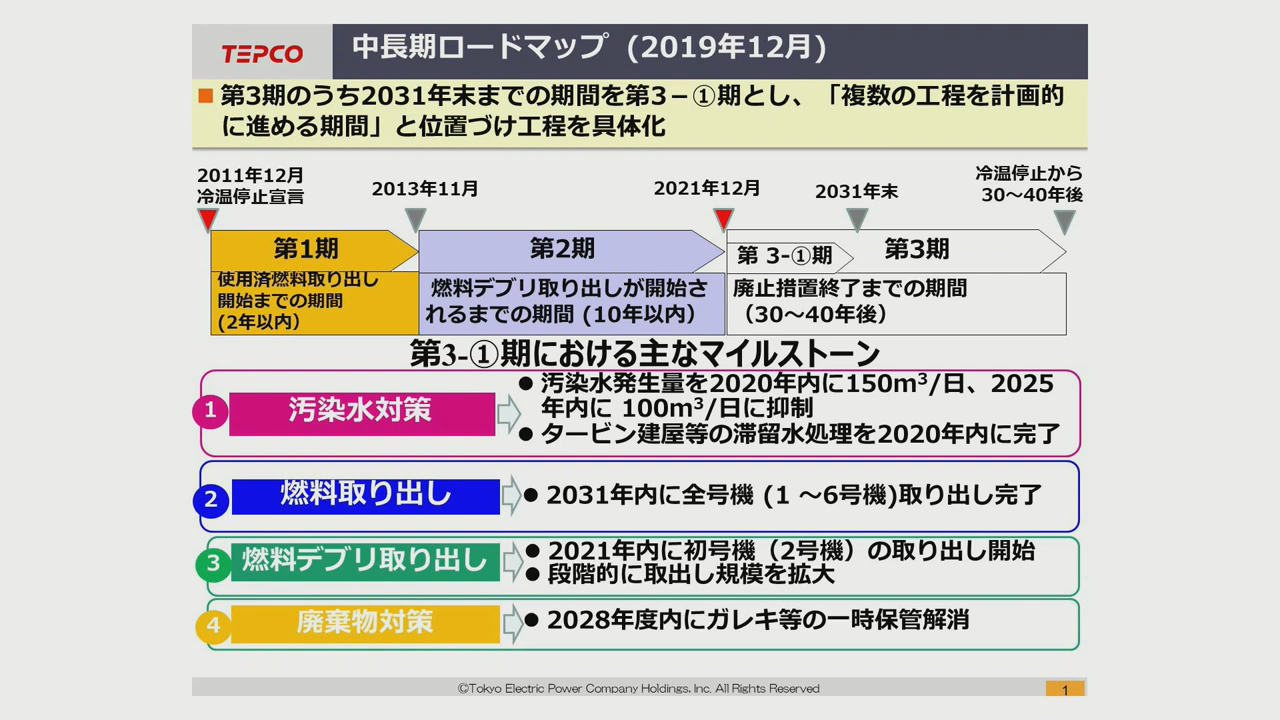 TEPCO
中長期ロードマップ (2019年12月)
第3期のうち2031年末までの期間を第3－①期とし、「複数の工程を計画的
に進める期間」と位置づけ工程を具体化
2011年12月
冷温停止宣言
2013年11月
2021年12月
2031年末
冷温停止から
30～40年後
第1期
第2期
第 3-①期
第3期
使用済燃料取り出し
開始までの期間
(2年以内）
燃料デブリ取り出しが開始さ
れるまでの期間 (10年以内）
廃止措置終了までの期間
（30～40年後）
第3-①期における主なマイルストーン
1
汚染水対策
● 汚染水発生量を2020年内に150m³/日、2025
年内に 100m³/日に抑制
● タービン建屋等の滞留水処理を2020年内に完了
2
燃料取り出し
● 2031年内に全号機 (1 ～6号機)取り出し完了
3
燃料デブリ取り出し
● 2021年内に初号機（2号機）の取り出し開始
● 段階的に取出し規模を拡大
4
廃棄物対策
● 2028年度内にガレキ等の一時保管解消
©Tokyo Electric Power Company Holdings, Inc. All Rights Reserved
1